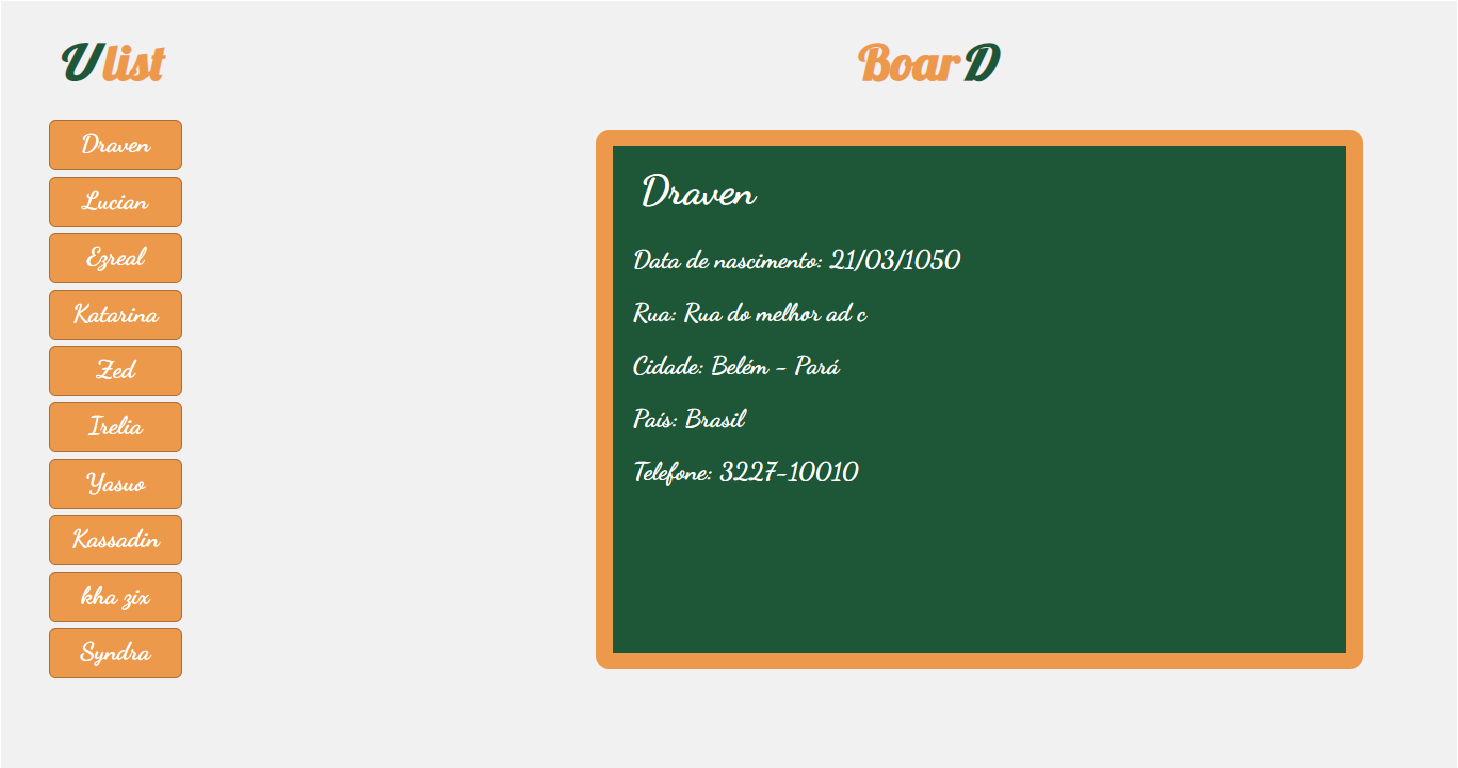 Ulist
BoarD
Draven
Lucian
Ezreal
Katarina
Zed
Irelia
Yasuo
Kassadin
kha zix
Syndra
Draven
Data de nascimento: 21/03/1050
Rua: Rua do melhor ad c
Cidade: Belém - Pará
País: Brasil
Telefone: 3227-10010